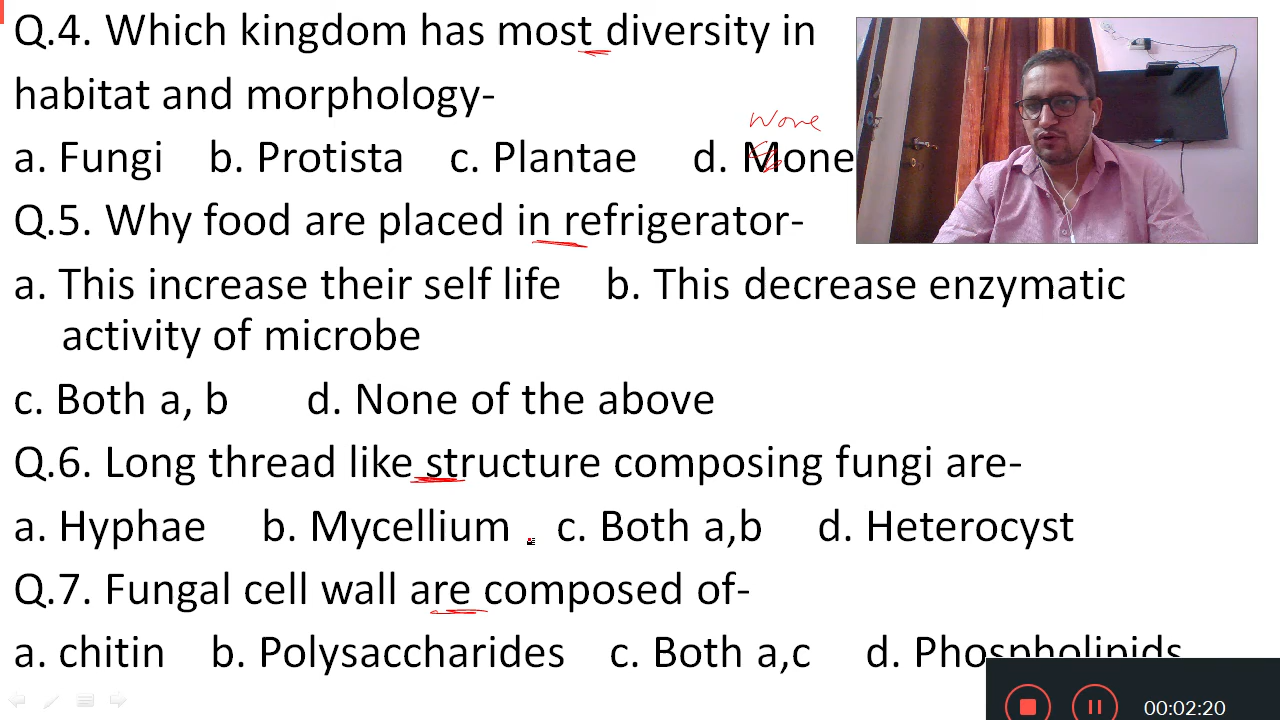 Q.4. Which kingdom has most diversity in
habitat and morphology-
a. Fungi b. Protista c. Plantae d. Mone
Q.5. Why food are placed in refrigerator-
a. This increase their self life b. This decrease enzymatic
activity of microbe
c. Both a, b d. None of the above
Q.6. Long thread like structure composing fungi are-
a. Hyphae b. Mycellium c. Both a,b d. Heterocyst
Q.7. Fungal cell wall are composed of-
a. chitin b. Polysaccharides c. Both a,c d. Phospholipids
00:02:20